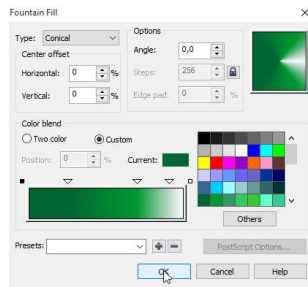 Fountain Fill
Type: Conical
Center offset
Horizontal: 0 %
Vertical: 0 %
Options
Angle: 0,0
Steps: 256
Edge pad: 0 %
Color blend
Two color Custom
Position: 0 % Current:
Others
Presets:
PostScript Options...
OK Cancel Help